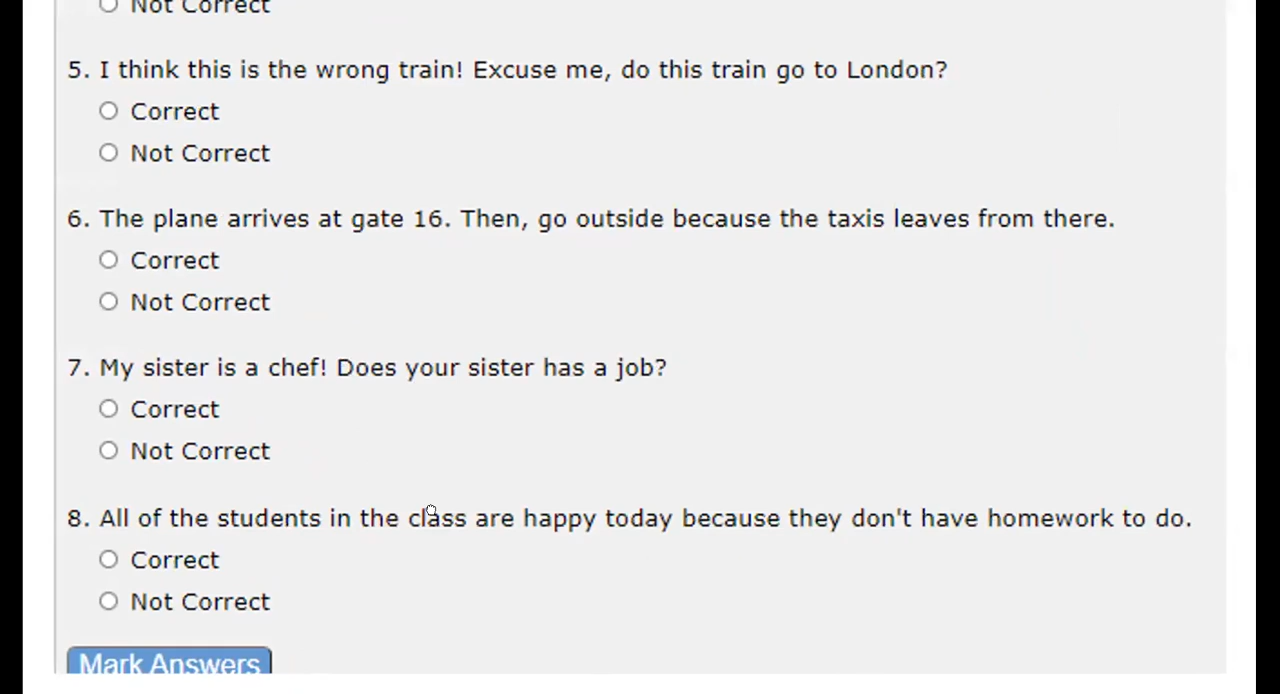 Not Correct
5. I think this is the wrong train! Excuse me, do this train go to London?
Correct
Not Correct
6. The plane arrives at gate 16. Then, go outside because the taxis leaves from there.
Correct
Not Correct
7. My sister is a chef! Does your sister has a job?
Correct
Not Correct
8. All of the students in the class are happy today because they don't have homework to do.
Correct
Not Correct
Mark Answers